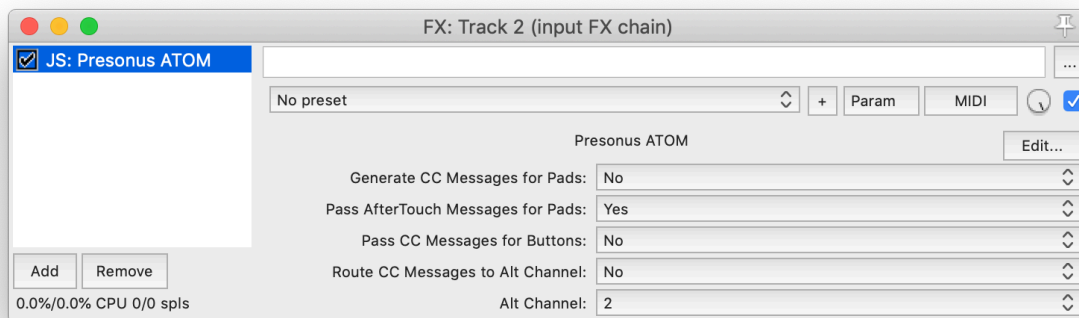 FX: Track 2 (input FX chain)
JS: Presonus ATOM
...
No preset
+
Param
MIDI
Presonus ATOM
Edit...
Generate CC Messages for Pads: No
Pass AfterTouch Messages for Pads: Yes
Pass CC Messages for Buttons: No
Route CC Messages to Alt Channel: No
Alt Channel: 2
Add
Remove
0.0%/0.0% CPU 0/0 spls